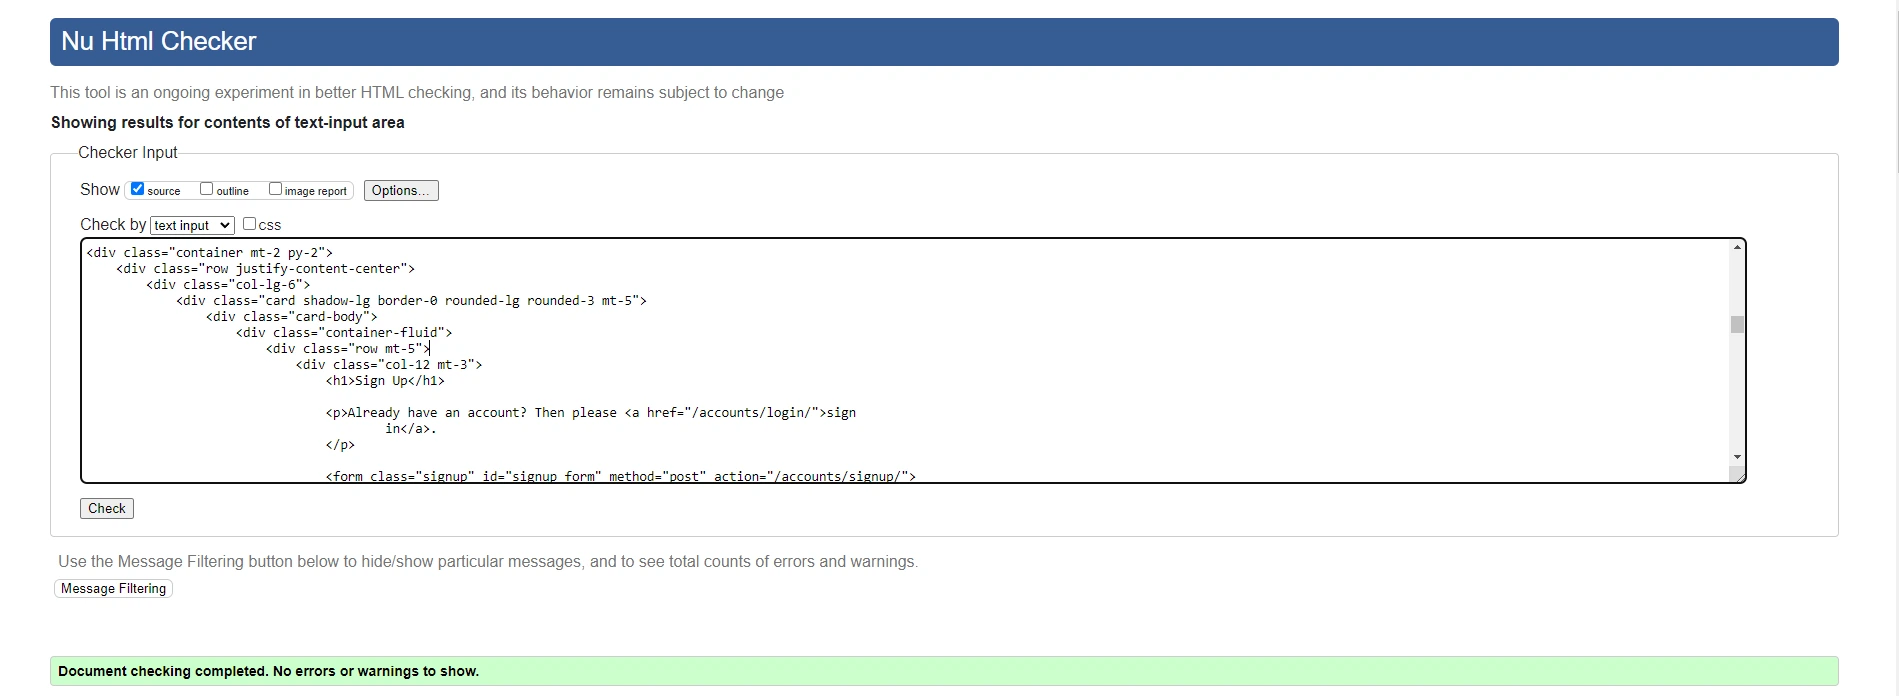 Nu Html Checker
This tool is an ongoing experiment in better HTML checking, and its behavior remains subject to change
Showing results for contents of text-input area
Checker Input
Show source outline image report Options...
Check by text input css
<div class="container mt-2 py-2">
<div class="row justify-content-center">
<div class="col-lg-6">
<div class="card shadow-lg border-0 rounded-lg rounded-3 mt-5">
<div class="card-body">
<div class="container-fluid">
<div class="row mt-5">
<div class="col-12 mt-3">
<h1>Sign Up</h1>
<p>Already have an account? Then please <a href="/accounts/login/">sign
in</a>.
</p>
<form class="signup" id="signup_form" method="post" action="/accounts/signup/">
Check
Use the Message Filtering button below to hide/show particular messages, and to see total counts of errors and warnings.
Message Filtering
Document checking completed. No errors or warnings to show.